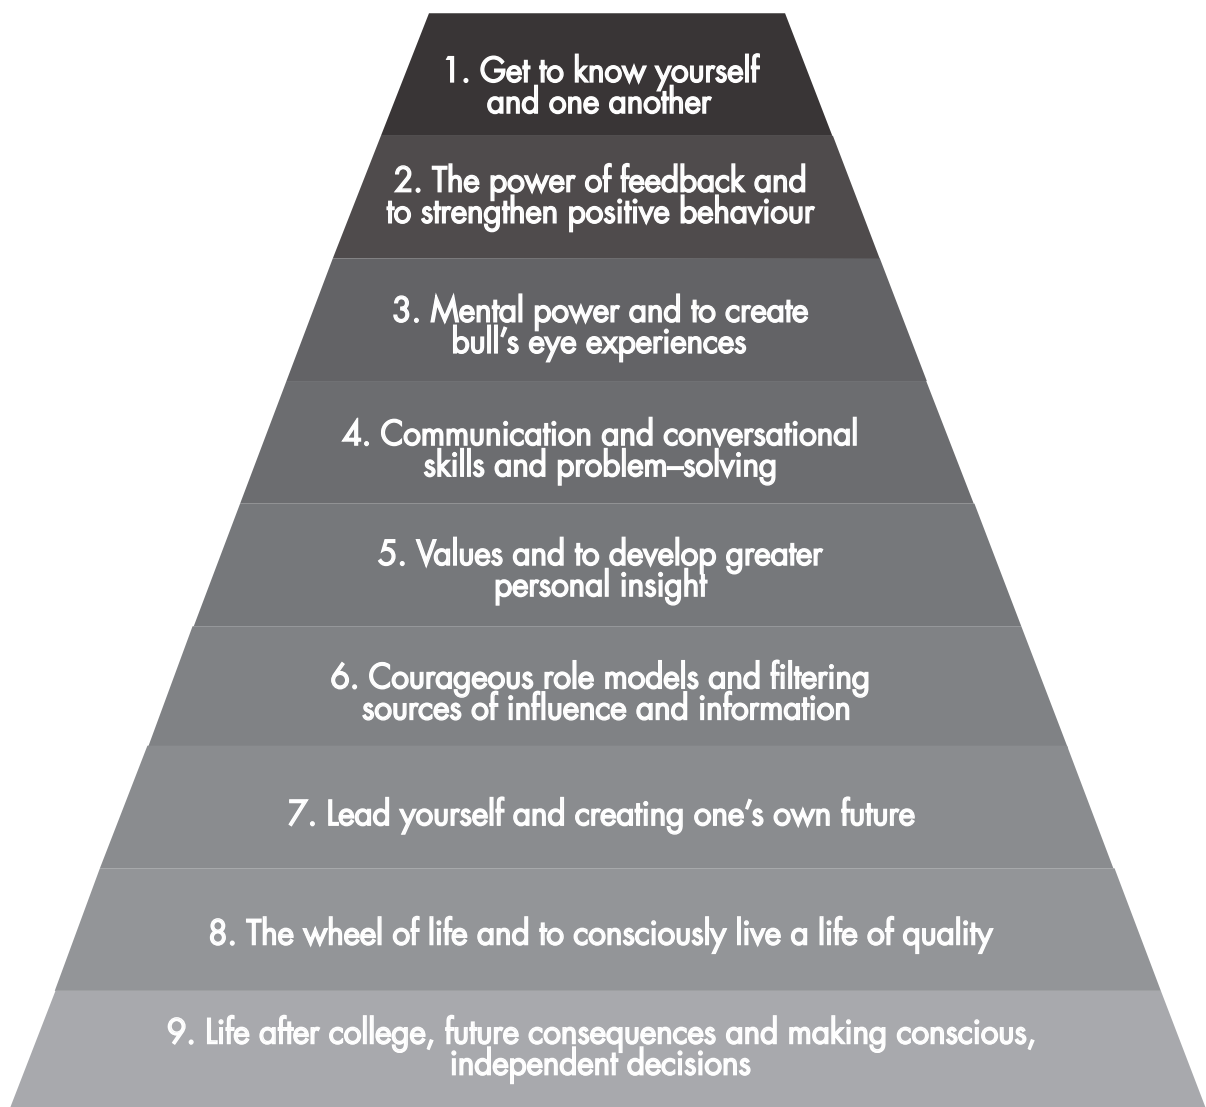 1. Get to know yourself
and one another
2. The power of feedback and
to strengthen positive behaviour
3. Mental power and to create
bull’s eye experiences
4. Communication and conversational
skills and problem–solving
5. Values and to develop greater
personal insight
6. Courageous role models and filtering
sources of influence and information
7. Lead yourself and creating one’s own future
8. The wheel of life and to consciously live a life of quality
9. Life after college, future consequences and making conscious,
independent decisions